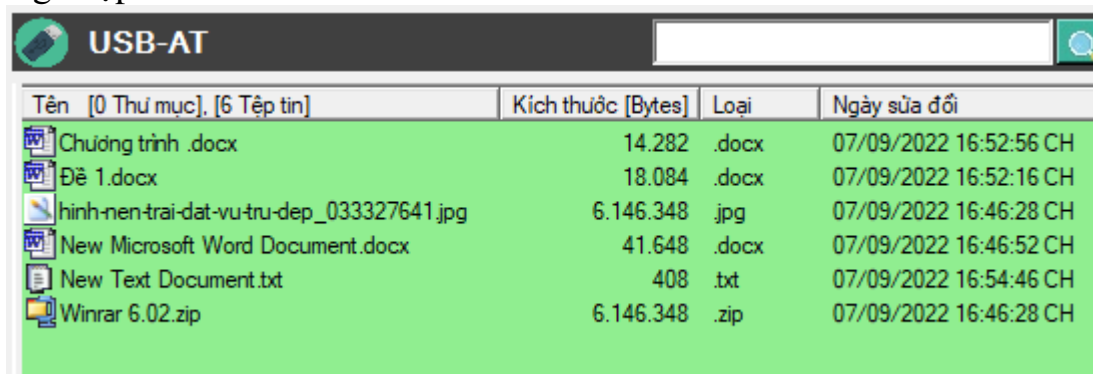 USB-AT
Tên [0 Thư mục], [6 Tệp tin] Kích thước [Bytes] Loại Ngày sửa đổi
Chương trình .docx 14.282 .docx 07/09/2022 16:52:56 CH
Đề 1.docx 18.084 .docx 07/09/2022 16:52:16 CH
hinh-nen-trai-dat-vu-tru-dep_033327641.jpg 6.146.348 .jpg 07/09/2022 16:46:28 CH
New Microsoft Word Document.docx 41.648 .docx 07/09/2022 16:46:52 CH
New Text Document.txt 408 .txt 07/09/2022 16:54:46 CH
Winrar 6.02.zip 6.146.348 .zip 07/09/2022 16:46:28 CH